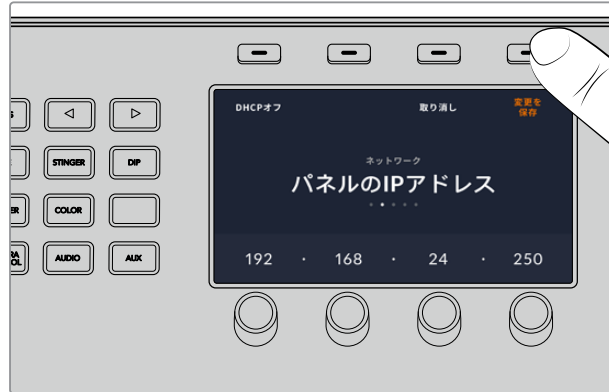 DHCPオフ
取り消し
変更を
保存
ネットワーク
パネルのIPアドレス
192 · 168 · 24 · 250
STINGER
DIP
COLOR
AUDIO
AUX